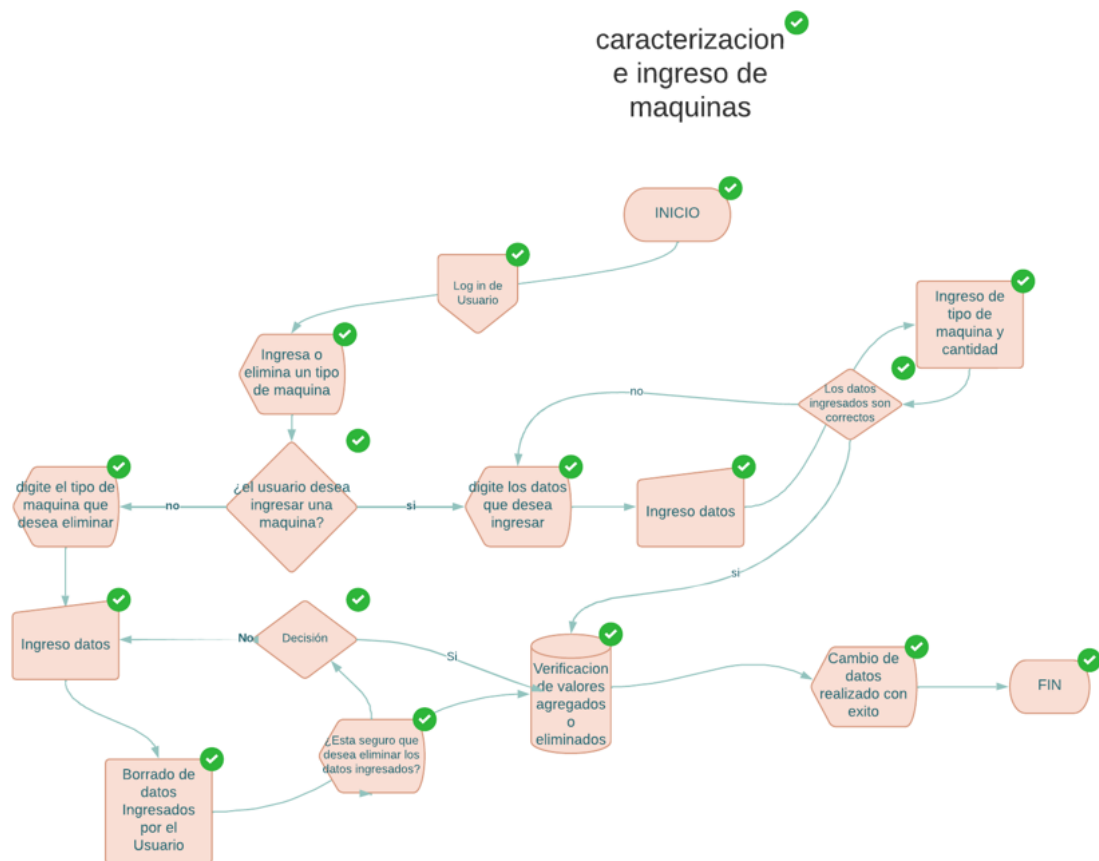 caracterizacion
e ingreso de
maquinas
INICIO
Log in de
Usuario
Ingreso de
tipo de
maquina y
cantidad
Ingresa o
elimina un tipo
de maquina
Los datos
ingresados son
correctos
no
digite el tipo de
maquina que
desea eliminar
no
¿el usuario desea
ingresar una
maquina?
si
digite los datos
que desea
ingresar
Ingreso datos
si
Ingreso datos
No
Decisión
Si
Verificacion
de valores
agregados
o
eliminados
Cambio de
datos
realizado con
exito
FIN
¿Esta seguro que
desea eliminar los
datos ingresados?
Borrado de
datos
Ingresados
por el
Usuario